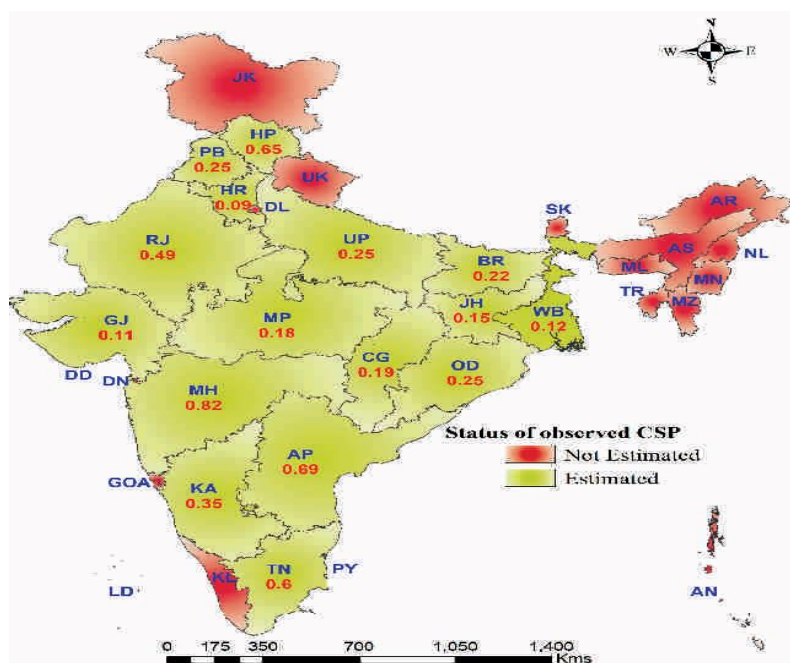 N
W E
S
JK
HP
0.65
PB
0.25
UK
HR
0.09
DL
SK
AR
RJ
0.49
UP
0.25
BR
0.22
AS
NL
ML
MN
TR
MZ
GJ
0.11
MP
0.18
JH
0.15
WB
0.12
CG
0.19
OD
0.25
DD
DN
MH
0.82
Status of observed CSP
Not Estimated
Estimated
AP
0.69
GOA
KA
0.35
KL
TN
0.6
PY
LD
AN
0 175 350 700 1,050 1,400
Kms